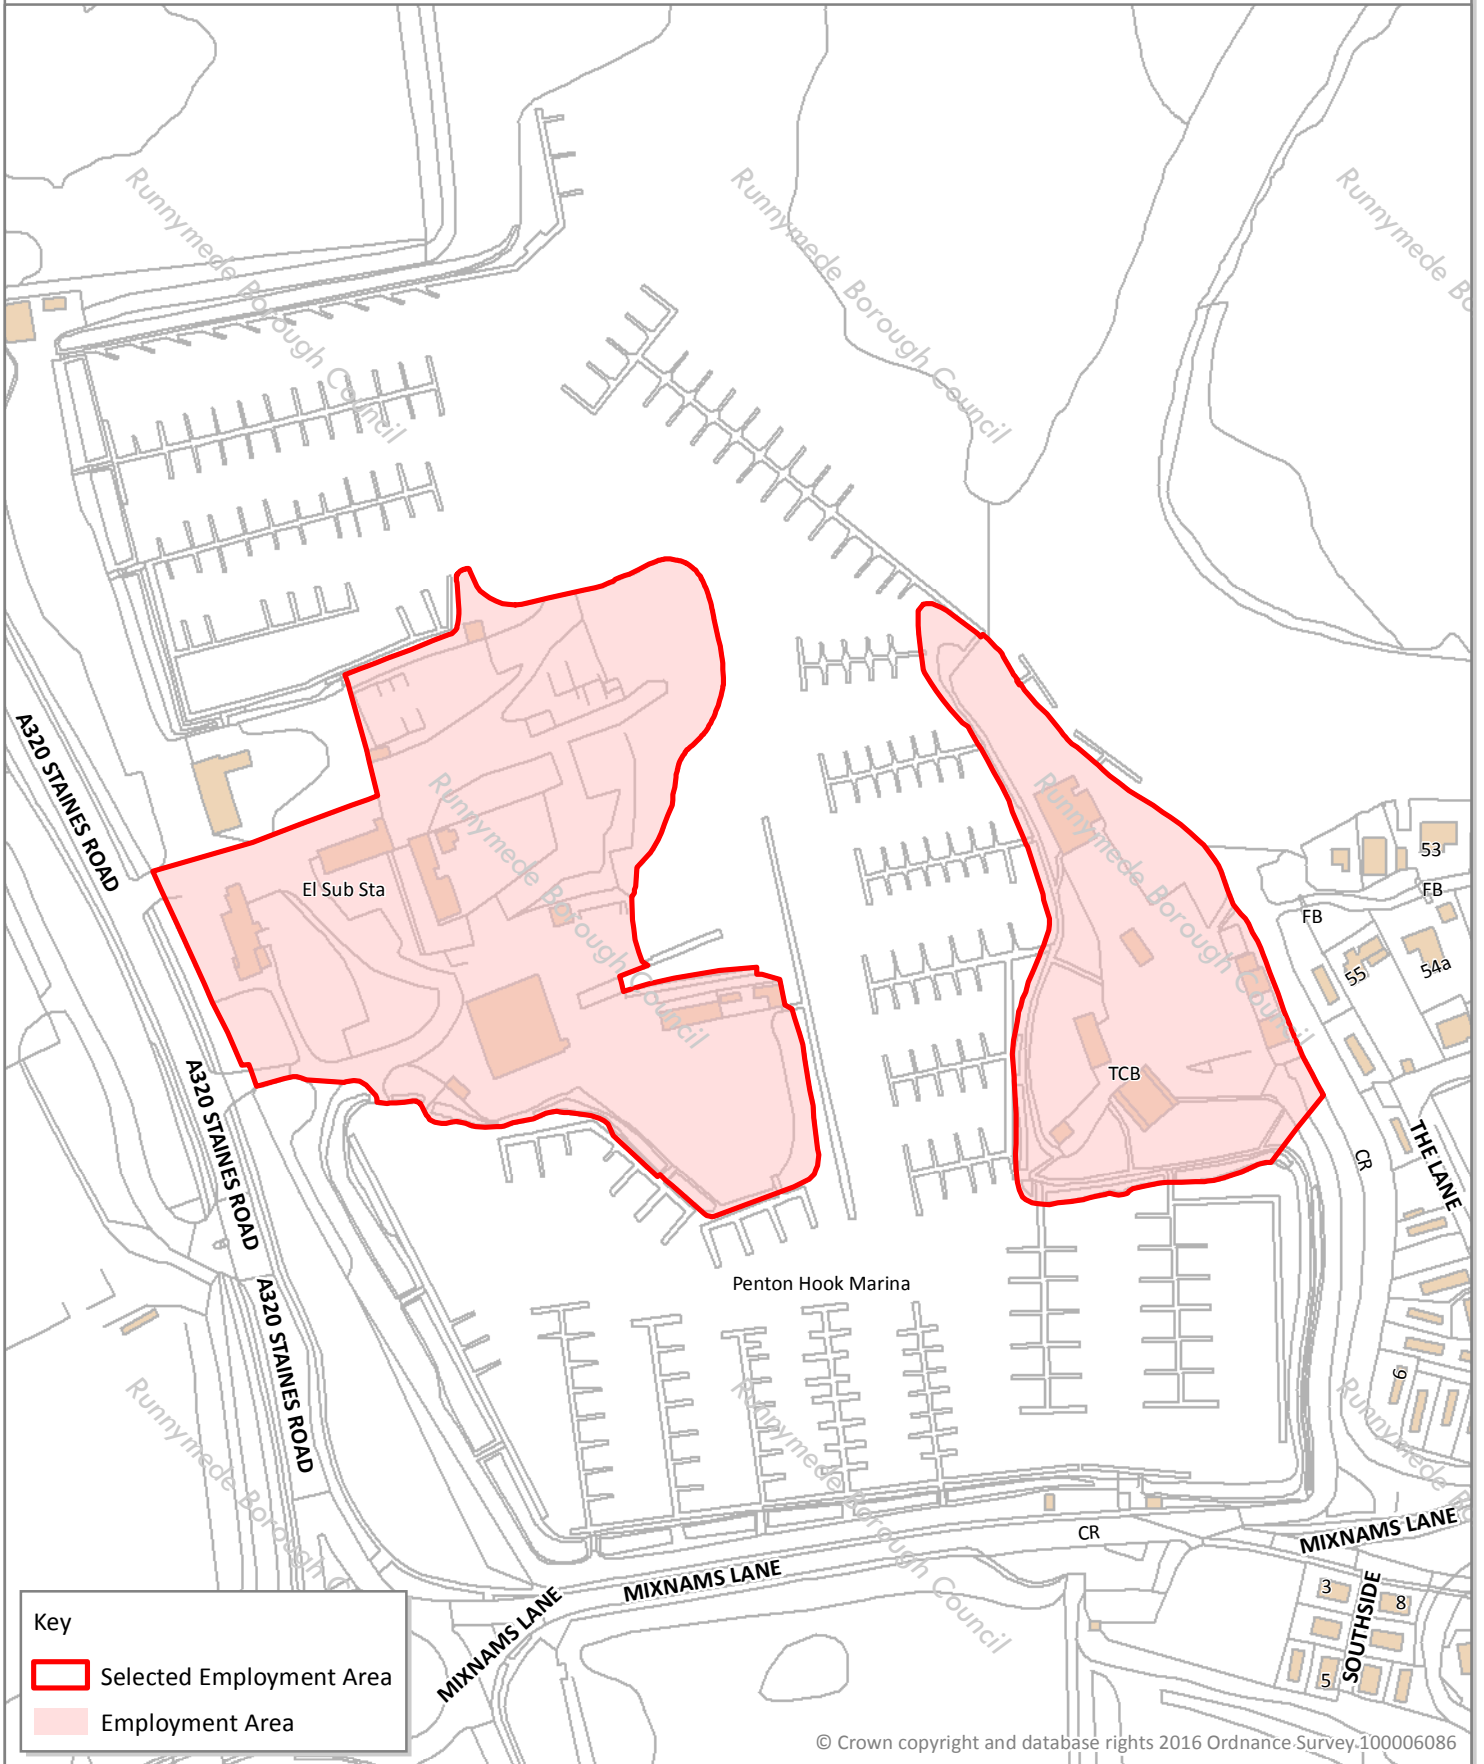 Runnymede Borough Council
Runnymede Borough Council
Runnymede Bo
A320 STAINES ROAD
El Sub Sta
Runnymede Borough Council
Runnymede Borough Council
53
FB
FB
55
54a
TCB
A320 STAINES ROAD
CR
THE LANE
Penton Hook Marina
A320 STAINES ROAD
6
Runnymede Borough C
Runnymede Borough Council
Runnymede
CR
MIXNAMS LANE
MIXNAMS LANE
MIXNAMS LANE
3
8
SOUTHSIDE
5
Key
Selected Employment Area
Employment Area
© Crown copyright and database rights 2016 Ordnance Survey 100006086